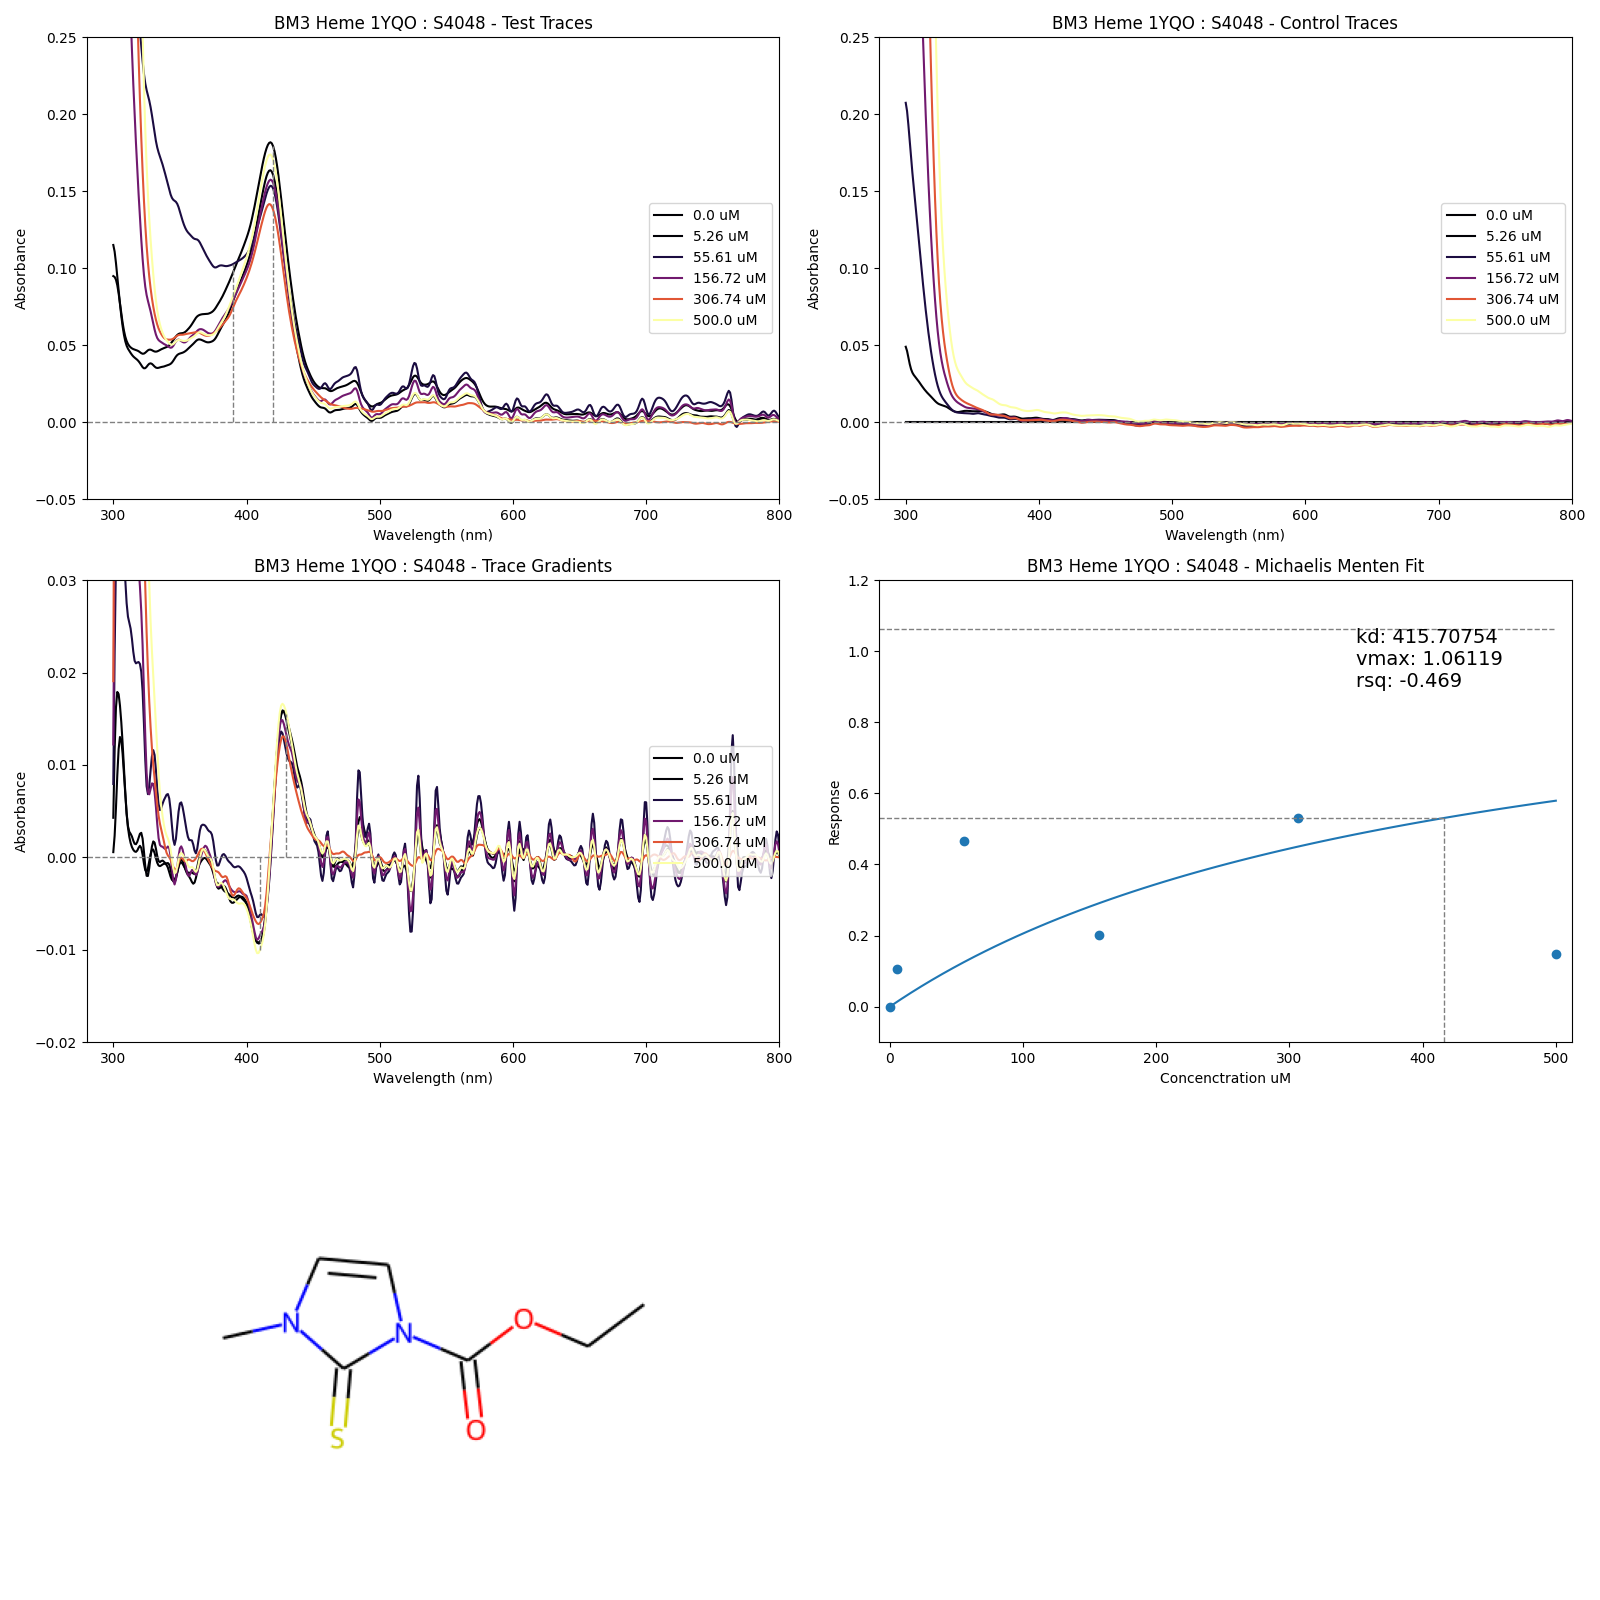 BM3 Heme 1YQO : S4048 - Test Traces
0.25
0.20
0.15
0.10
0.05
0.00
−0.05
Absorbance
300
400
500
600
700
800
Wavelength (nm)
0.0 uM
5.26 uM
55.61 uM
156.72 uM
306.74 uM
500.0 uM
BM3 Heme 1YQO : S4048 - Control Traces
0.25
0.20
0.15
0.10
0.05
0.00
−0.05
Absorbance
300
400
500
600
700
800
Wavelength (nm)
0.0 uM
5.26 uM
55.61 uM
156.72 uM
306.74 uM
500.0 uM
BM3 Heme 1YQO : S4048 - Trace Gradients
0.03
0.02
0.01
0.00
−0.01
−0.02
Absorbance
300
400
500
600
700
800
Wavelength (nm)
0.0 uM
5.26 uM
55.61 uM
156.72 uM
306.74 uM
500.0 uM
BM3 Heme 1YQO : S4048 - Michaelis Menten Fit
1.2
1.0
0.8
0.6
0.4
0.2
0.0
Response
0
100
200
300
400
500
Concenctration uM
kd: 415.70754
vmax: 1.06119
rsq: -0.469
N
N
O
S
O